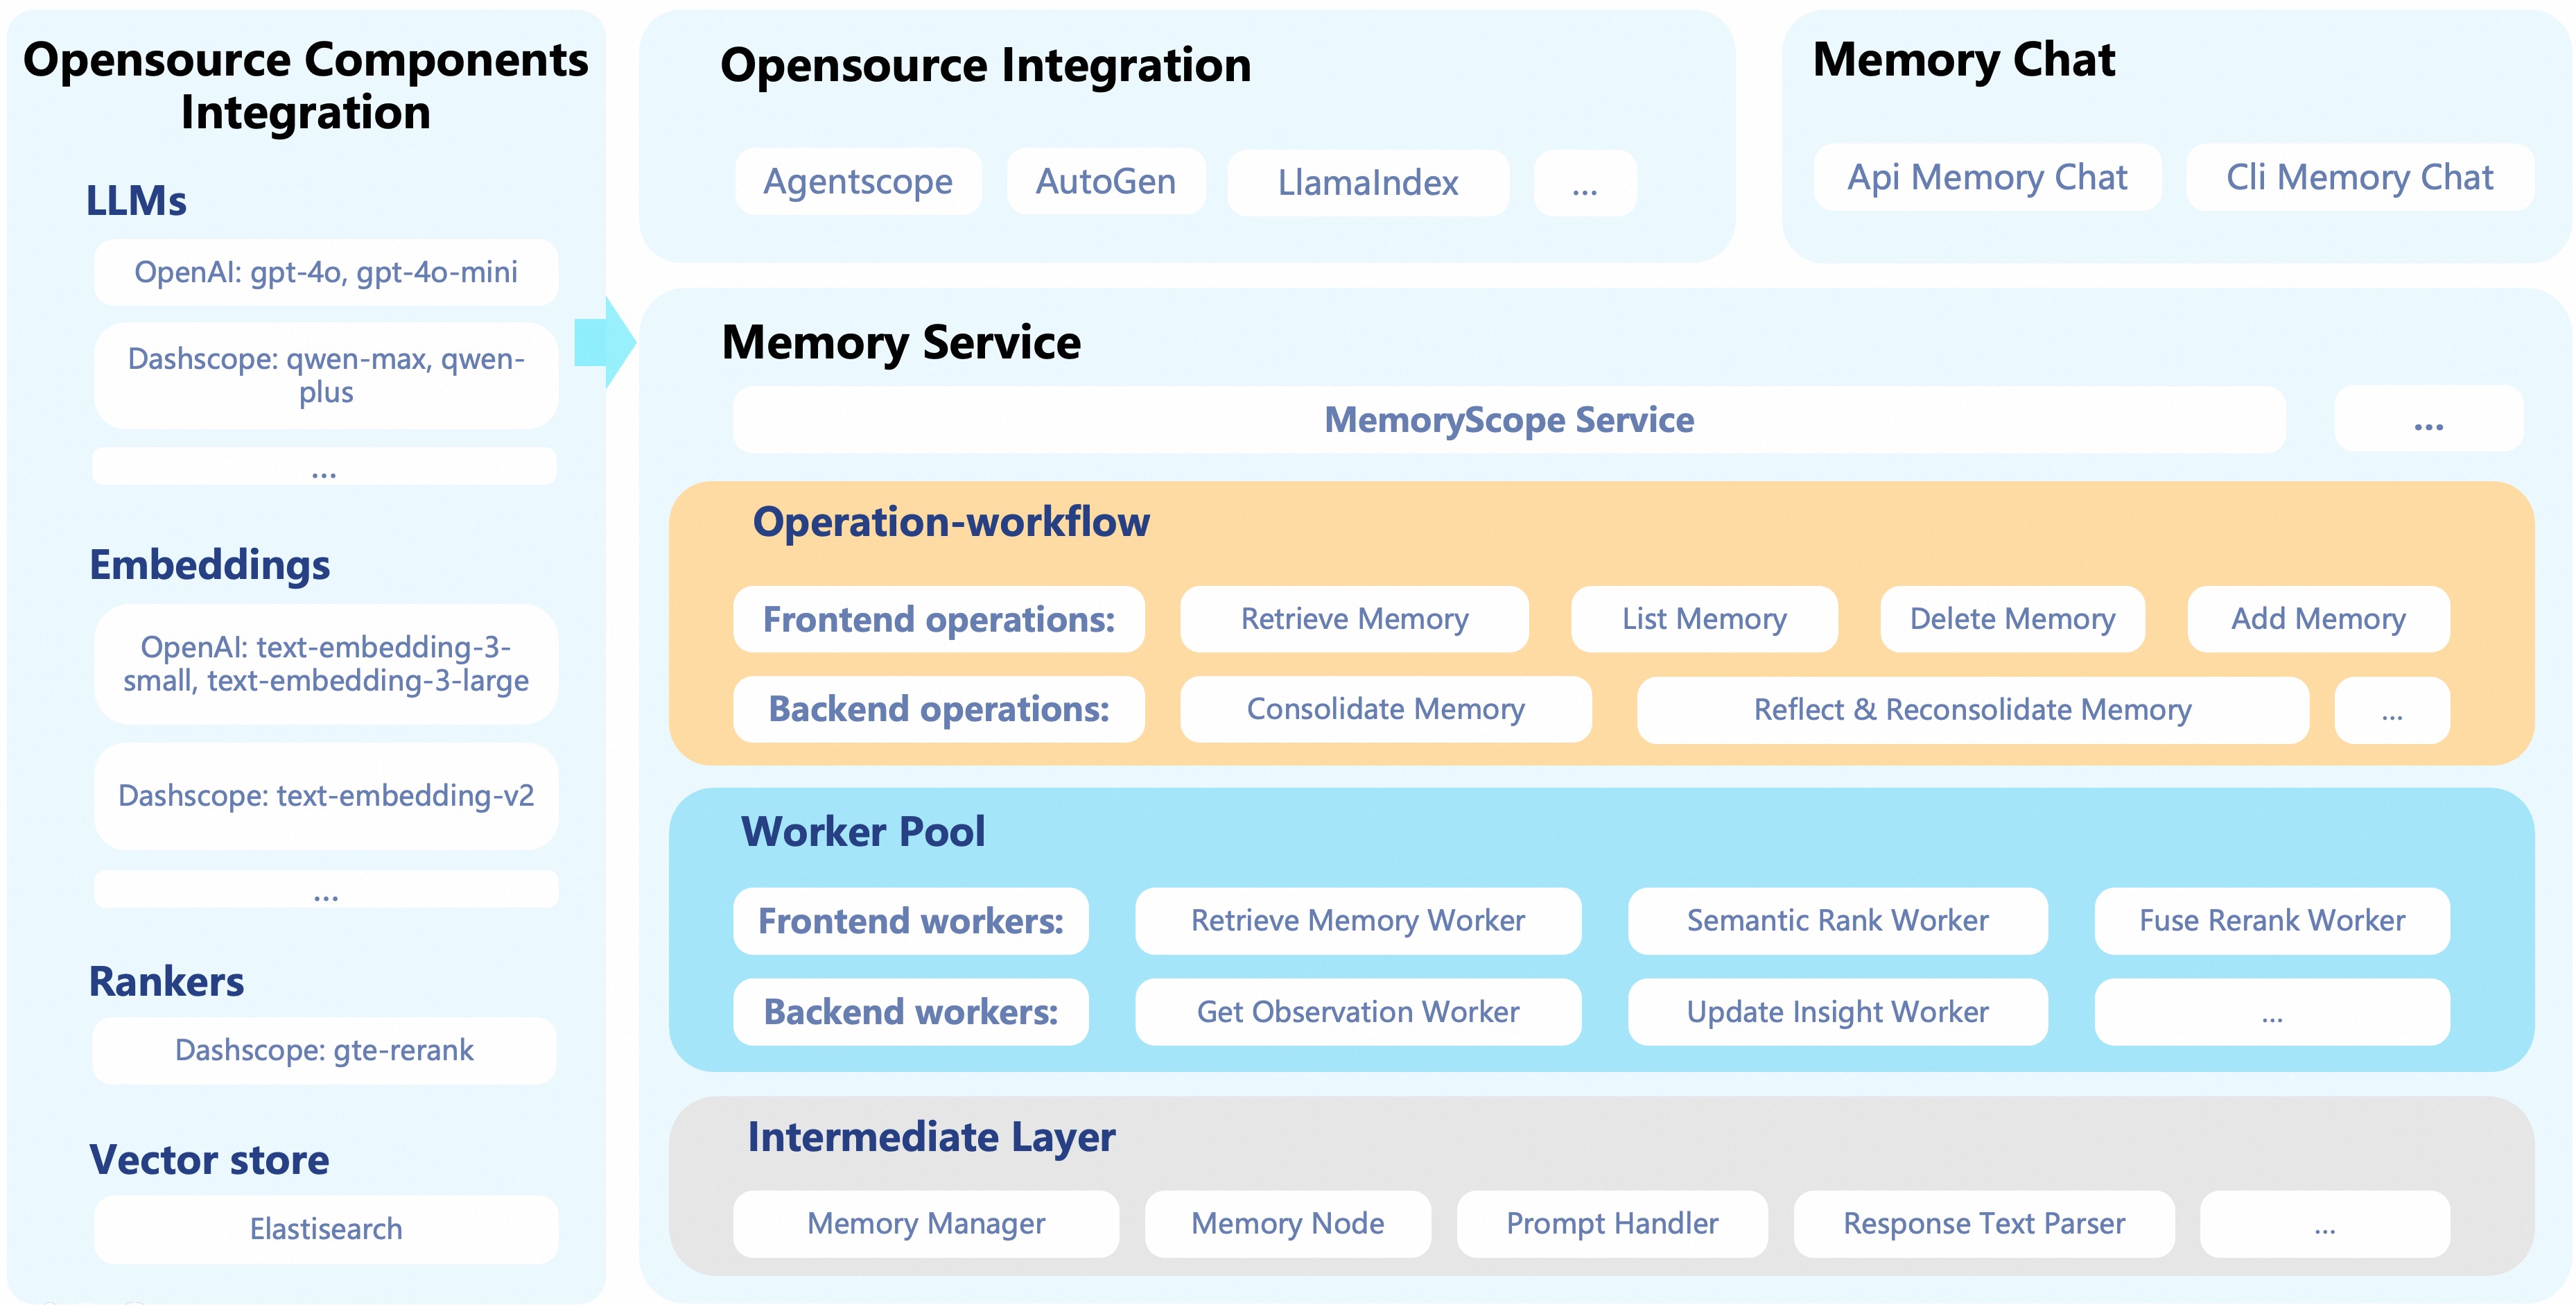 Opensource Components
Integration
LLMs
OpenAI: gpt-4o, gpt-4o-mini
Dashscope: qwen-max, qwen-
plus
...
Embeddings
OpenAI: text-embedding-3-
small, text-embedding-3-large
Dashscope: text-embedding-v2
...
Rankers
Dashscope: gte-rerank
Vector store
Elastisearch
Opensource Integration
Agentscope
AutoGen
LlamaIndex
...
Memory Chat
Api Memory Chat
Cli Memory Chat
Memory Service
MemoryScope Service
...
Operation-workflow
Frontend operations:
Retrieve Memory
List Memory
Delete Memory
Add Memory
Backend operations:
Consolidate Memory
Reflect & Reconsolidate Memory
...
Worker Pool
Frontend workers:
Retrieve Memory Worker
Semantic Rank Worker
Fuse Rerank Worker
Backend workers:
Get Observation Worker
Update Insight Worker
...
Intermediate Layer
Memory Manager
Memory Node
Prompt Handler
Response Text Parser
...